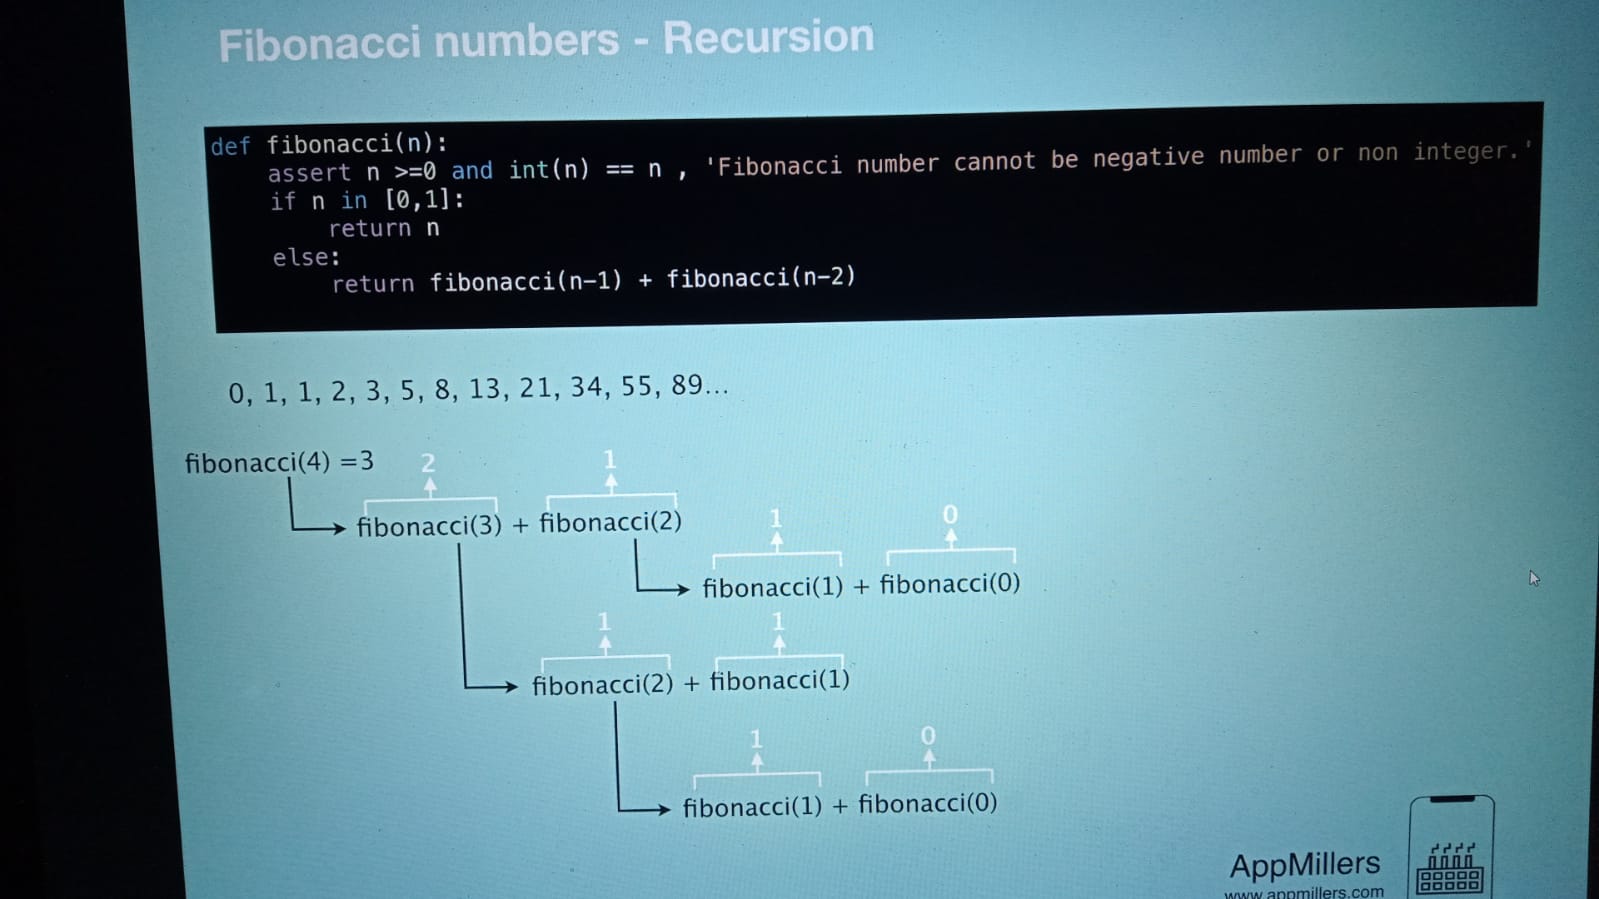 Fibonacci numbers - Recursion
def fibonacci(n):
    assert n >=0 and int(n) == n , 'Fibonacci number cannot be negative number or non integer.'
    if n in [0,1]:
        return n
    else:
        return fibonacci(n-1) + fibonacci(n-2)
0, 1, 1, 2, 3, 5, 8, 13, 21, 34, 55, 89...
fibonacci(4) =3 2 1
fibonacci(3) + fibonacci(2)
1 0
fibonacci(1) + fibonacci(0)
1 1
fibonacci(2) + fibonacci(1)
1 0
fibonacci(1) + fibonacci(0)
AppMillers
www.appmillers.com